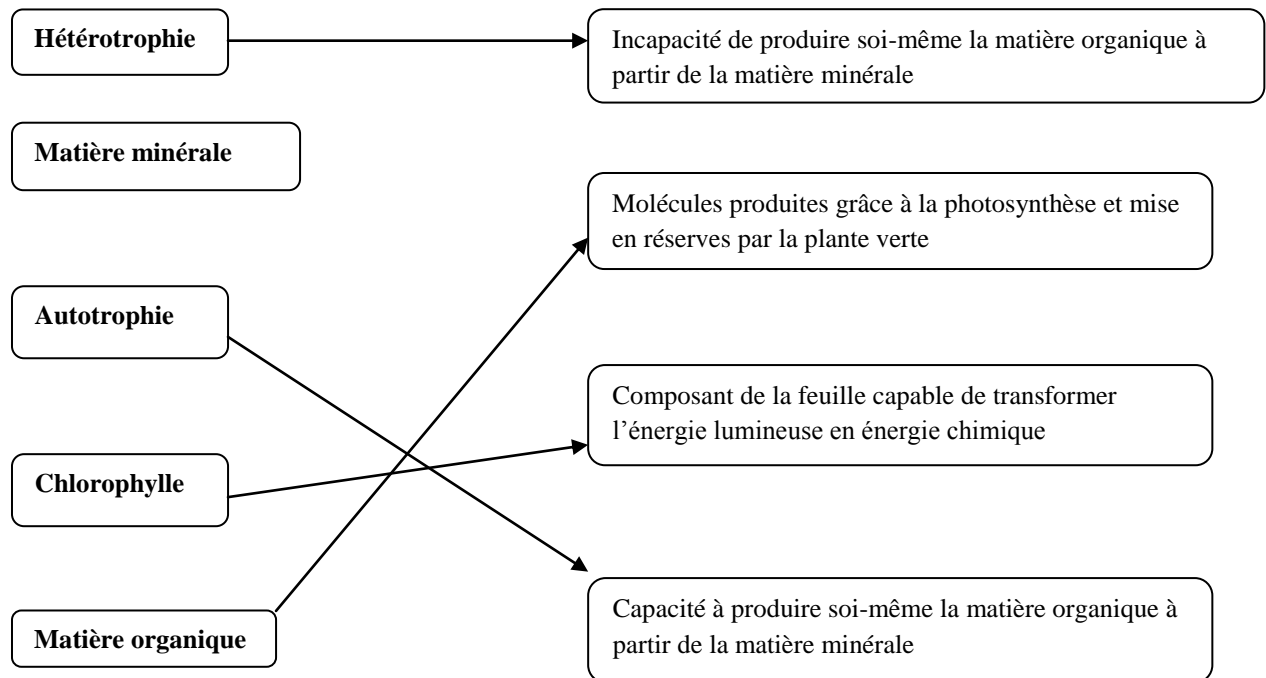 Hétérotrophie
Incapacité de produire soi-même la matière organique à
partir de la matière minérale
Matière minérale
Molécules produites grâce à la photosynthèse et mise
en réserves par la plante verte
Autotrophie
Composant de la feuille capable de transformer
l’énergie lumineuse en énergie chimique
Chlorophylle
Capacité à produire soi-même la matière organique à
partir de la matière minérale
Matière organique